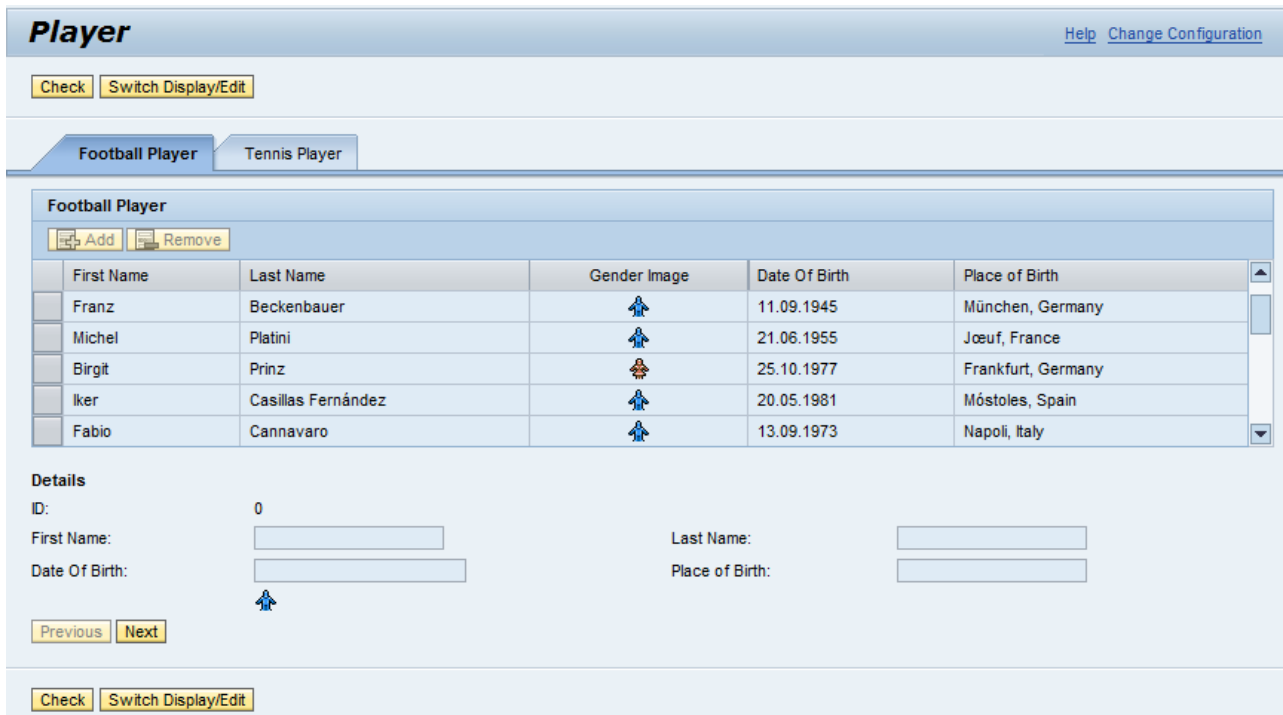 Player Help Change Configuration
Check Switch Display/Edit
Football Player Tennis Player
Football Player
Add Remove
First Name Last Name Gender Image Date Of Birth Place of Birth
Franz Beckenbauer 11.09.1945 München, Germany
Michel Platini 21.06.1955 Jœuf, France
Birgit Prinz 25.10.1977 Frankfurt, Germany
Iker Casillas Fernández 20.05.1981 Móstoles, Spain
Fabio Cannavaro 13.09.1973 Napoli, Italy
Details
ID: 0
First Name: Last Name:
Date Of Birth: Place of Birth:
Previous Next
Check Switch Display/Edit